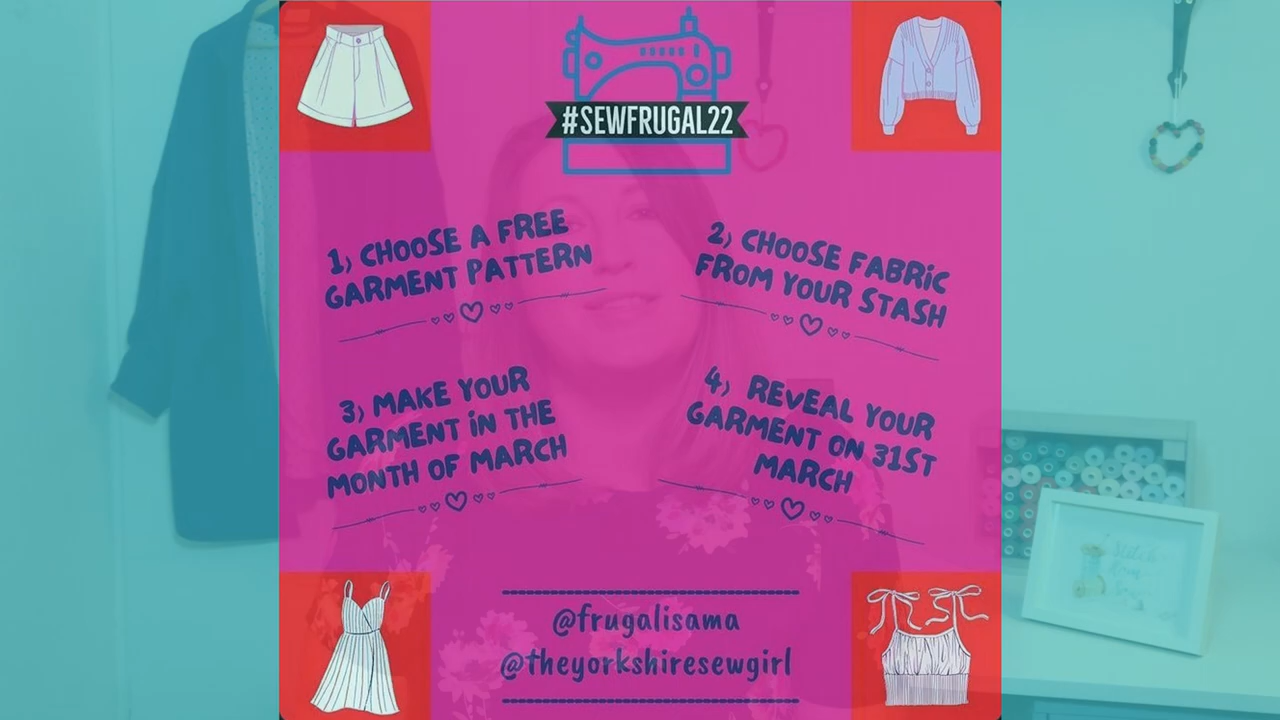 #SEWFRUGAL22
1) CHOOSE A FREE
GARMENT PATTERN
2) CHOOSE FABRIC
FROM YOUR STASH
3) MAKE YOUR
GARMENT IN THE
MONTH OF MARCH
4) REVEAL YOUR
GARMENT ON 31ST
MARCH
@frugalisama
@theyorkshiresewgirl